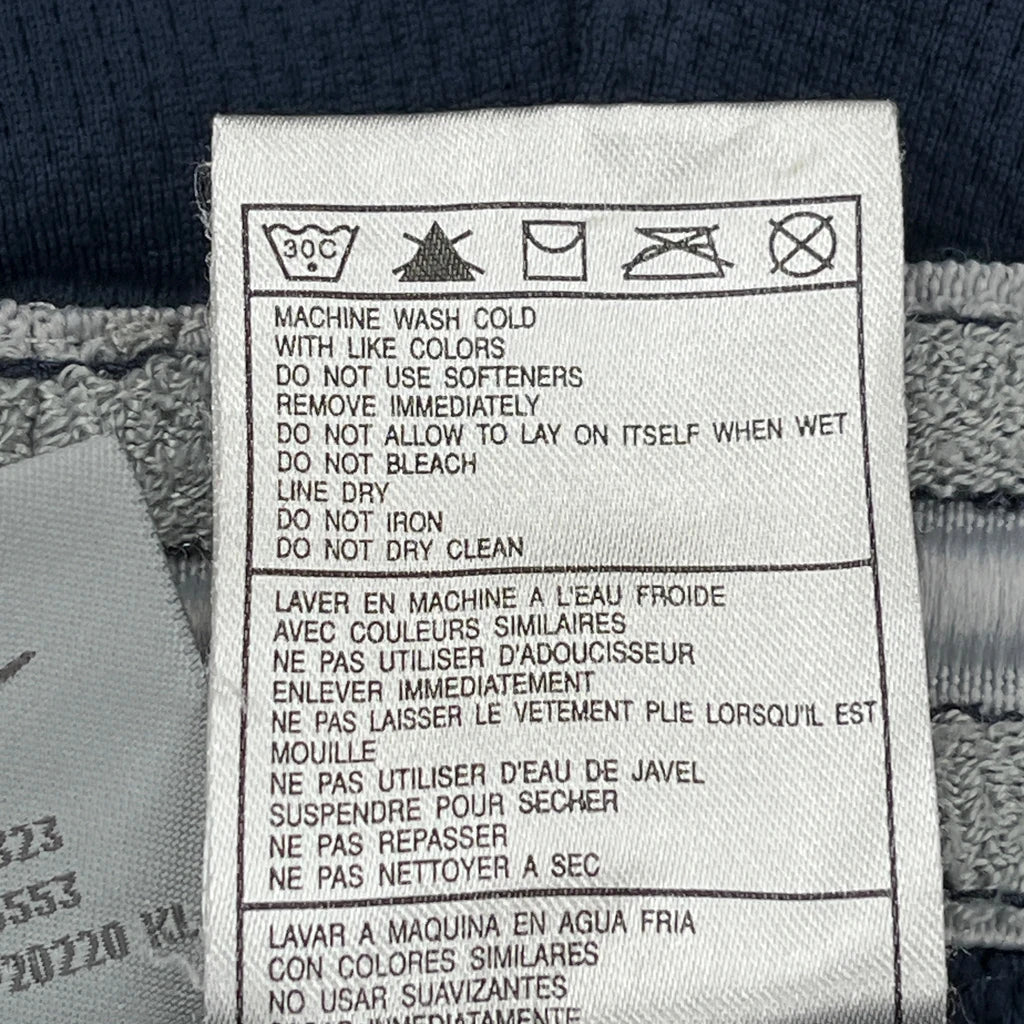 30C
MACHINE WASH COLD
WITH LIKE COLORS
DO NOT USE SOFTENERS
REMOVE IMMEDIATELY
DO NOT ALLOW TO LAY ON ITSELF WHEN WET
DO NOT BLEACH
LINE DRY
DO NOT IRON
DO NOT DRY CLEAN
LAVER EN MACHINE A L'EAU FROIDE
AVEC COULEURS SIMILAIRES
NE PAS UTILISER D'ADOUCISSEUR
ENLEVER IMMEDIATEMENT
NE PAS LAISSER LE VETEMENT PLIE LORSQU'IL EST
MOUILLE
NE PAS UTILISER D'EAU DE JAVEL
SUSPENDRE POUR SECHER
NE PAS REPASSER
NE PAS NETTOYER A SEC
LAVAR A MAQUINA EN AGUA FRIA
CON COLORES SIMILARES
NO USAR SUAVIZANTES
323
553
20220 KL